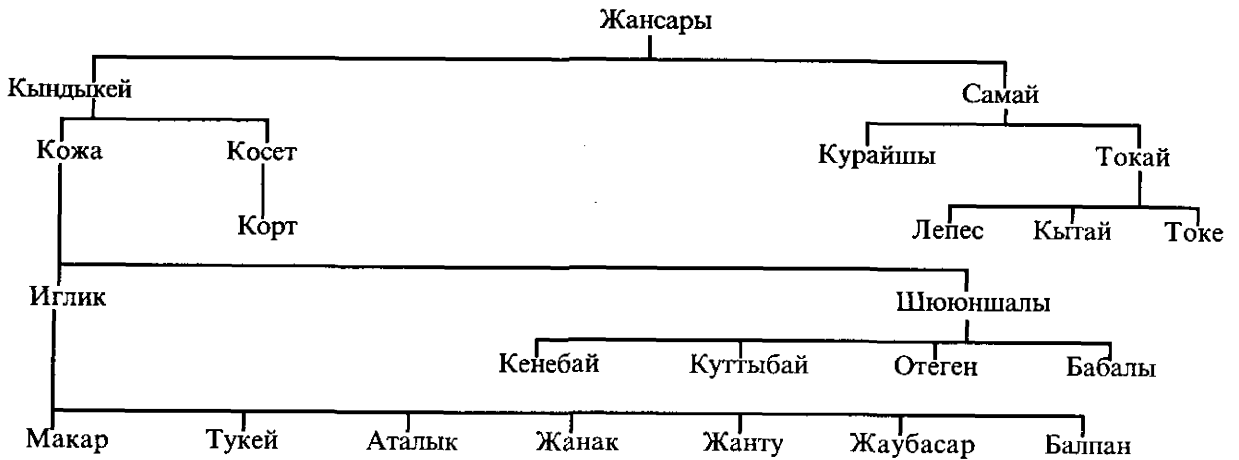 Жансары
Кындыкей Самай
Кожа Косет Курайшы Токай
Корт Лепес Кытай Токе
Иглик Шююншалы
Кенебай Куттыбай Отеген Бабалы
Макар Тукей Аталык Жанак Жанту Жаубасар Балпан